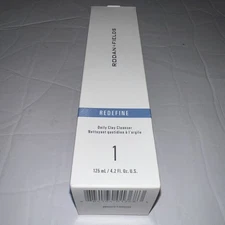 RODAN+FIELDS
REDEFINE
Daily Clay Cleanser
Nettoyant quotidien à l'argile
1
125 mL / 4.2 Fl. Oz. U.S.